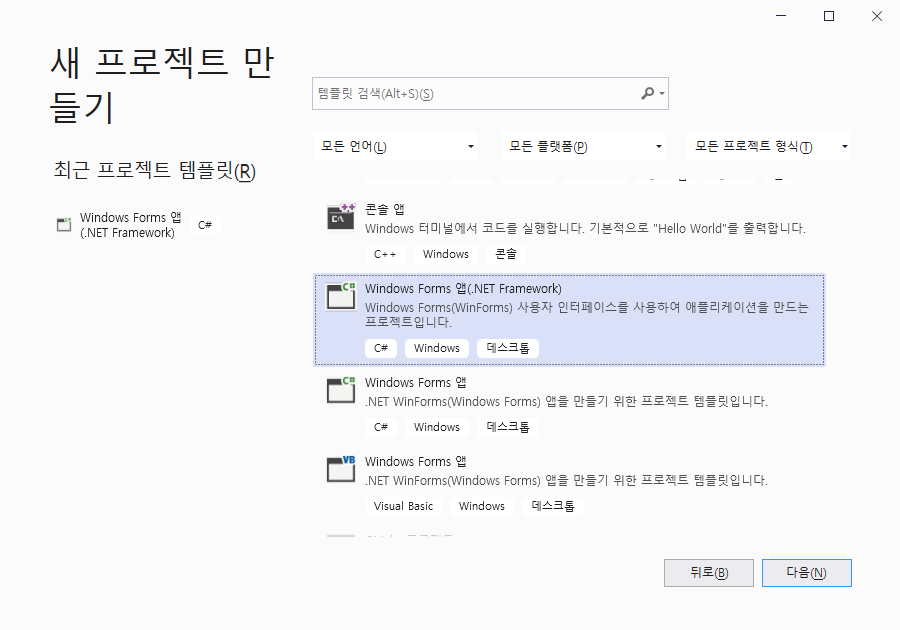 새 프로젝트 만
들기
최근 프로젝트 템플릿(R)
Windows Forms 앱
(.NET Framework)
C#
템플릿 검색(Alt+S)(S)
모든 언어(L)
모든 플랫폼(P)
모든 프로젝트 형식(T)
C:\
콘솔 앱
Windows 터미널에서 코드를 실행합니다. 기본적으로 "Hello World"를 출력합니다.
C++
Windows
콘솔
C#
Windows Forms 앱(.NET Framework)
Windows Forms(WinForms) 사용자 인터페이스를 사용하여 애플리케이션을 만드는
프로젝트입니다.
C#
Windows
데스크톱
C#
Windows Forms 앱
.NET WinForms(Windows Forms) 앱을 만들기 위한 프로젝트 템플릿입니다.
C#
Windows
데스크톱
VB
Windows Forms 앱
.NET WinForms(Windows Forms) 앱을 만들기 위한 프로젝트 템플릿입니다.
Visual Basic
Windows
데스크톱
뒤로(B)
다음(N)